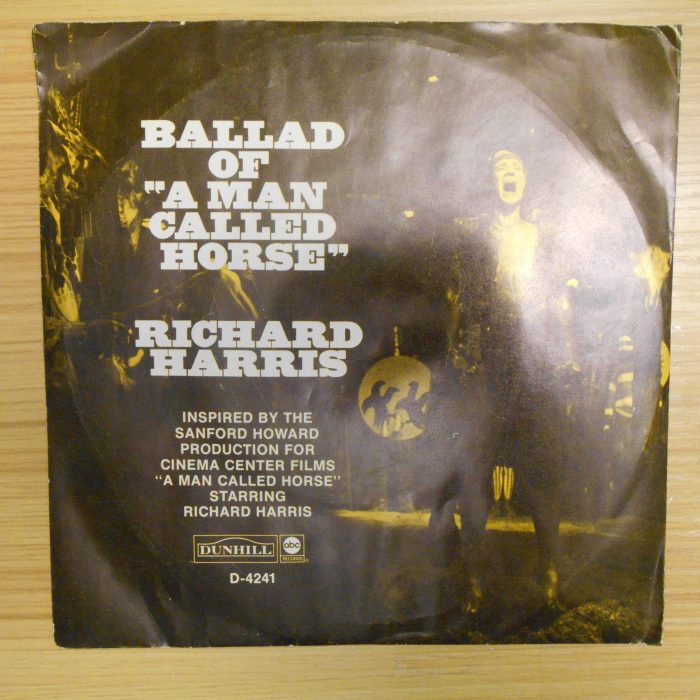 BALLAD
OF
"A MAN
CALLED
HORSE"
RICHARD
HARRIS
INSPIRED BY THE
SANFORD HOWARD
PRODUCTION FOR
CINEMA CENTER FILMS
"A MAN CALLED HORSE"
STARRING
RICHARD HARRIS
DUNHILL
abc
RECORDS
D-4241